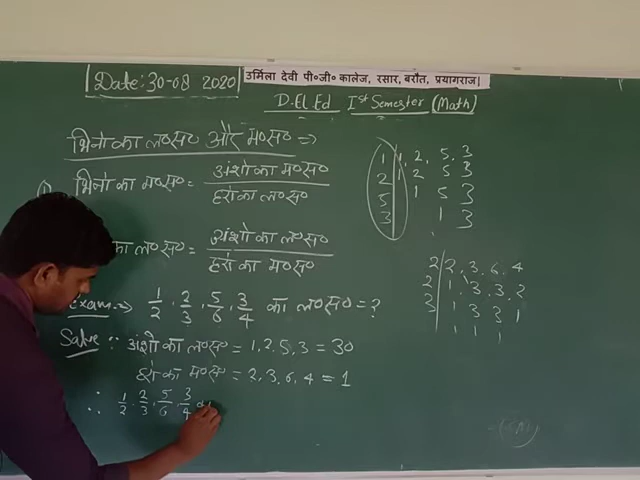 Date: 30-08 2020
उर्मिला देवी पी०जी० कालेज, रसार, बरौत, प्रयागराज।
D.El.Ed Ist Semester (Math)
भिन्नो का ल०स० और म०स० ⇒
भिन्नो का म०स० = अंशो का म०स० / हरो का ल०स०
का ल०स० = अंशो का ल०स० / हरो का म०स०
Exam ⇒ 1/2, 2/3, 5/6, 3/4 का ल०स० = ?
Solve ∵ अंशो का ल०स० = 1, 2, 5, 3 = 30
हरो का म०स० = 2, 3, 6, 4 = 1
∴ 1/2, 2/3, 5/6, 3/4
1 | 1, 2, 5, 3
2 | 1 2 5 3
5 | 1 5 3
3 | 1 3
2 | 2, 3, 6, 4
2 | 1, 3, 3, 2
3 | 1 3 3 1
1 1 1